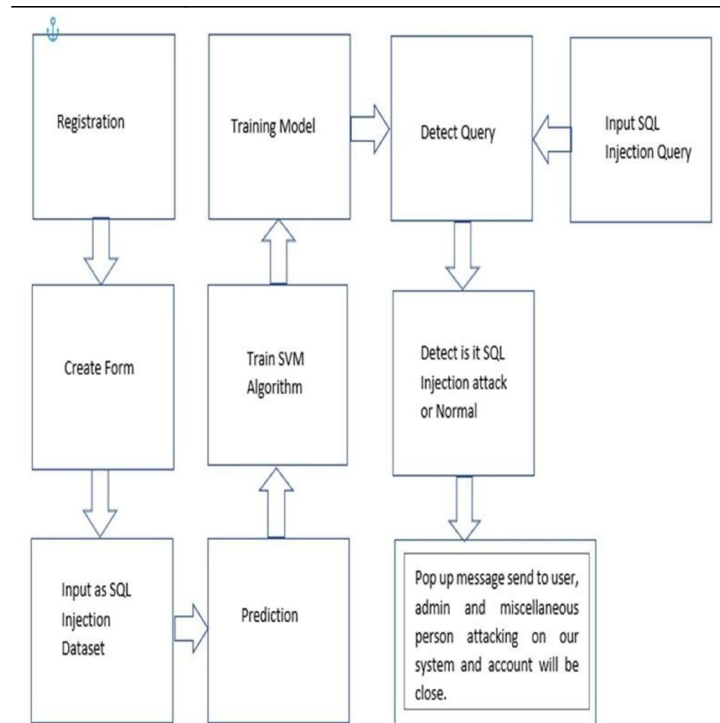 Registration
Training Model
Detect Query
Input SQL
Injection Query
Create Form
Train SVM
Algorithm
Detect is it SQL
Injection attack
or Normal
Input as SQL
Injection
Dataset
Prediction
Pop up message send to user,
admin and miscellaneous
person attacking on our
system and account will be
close.